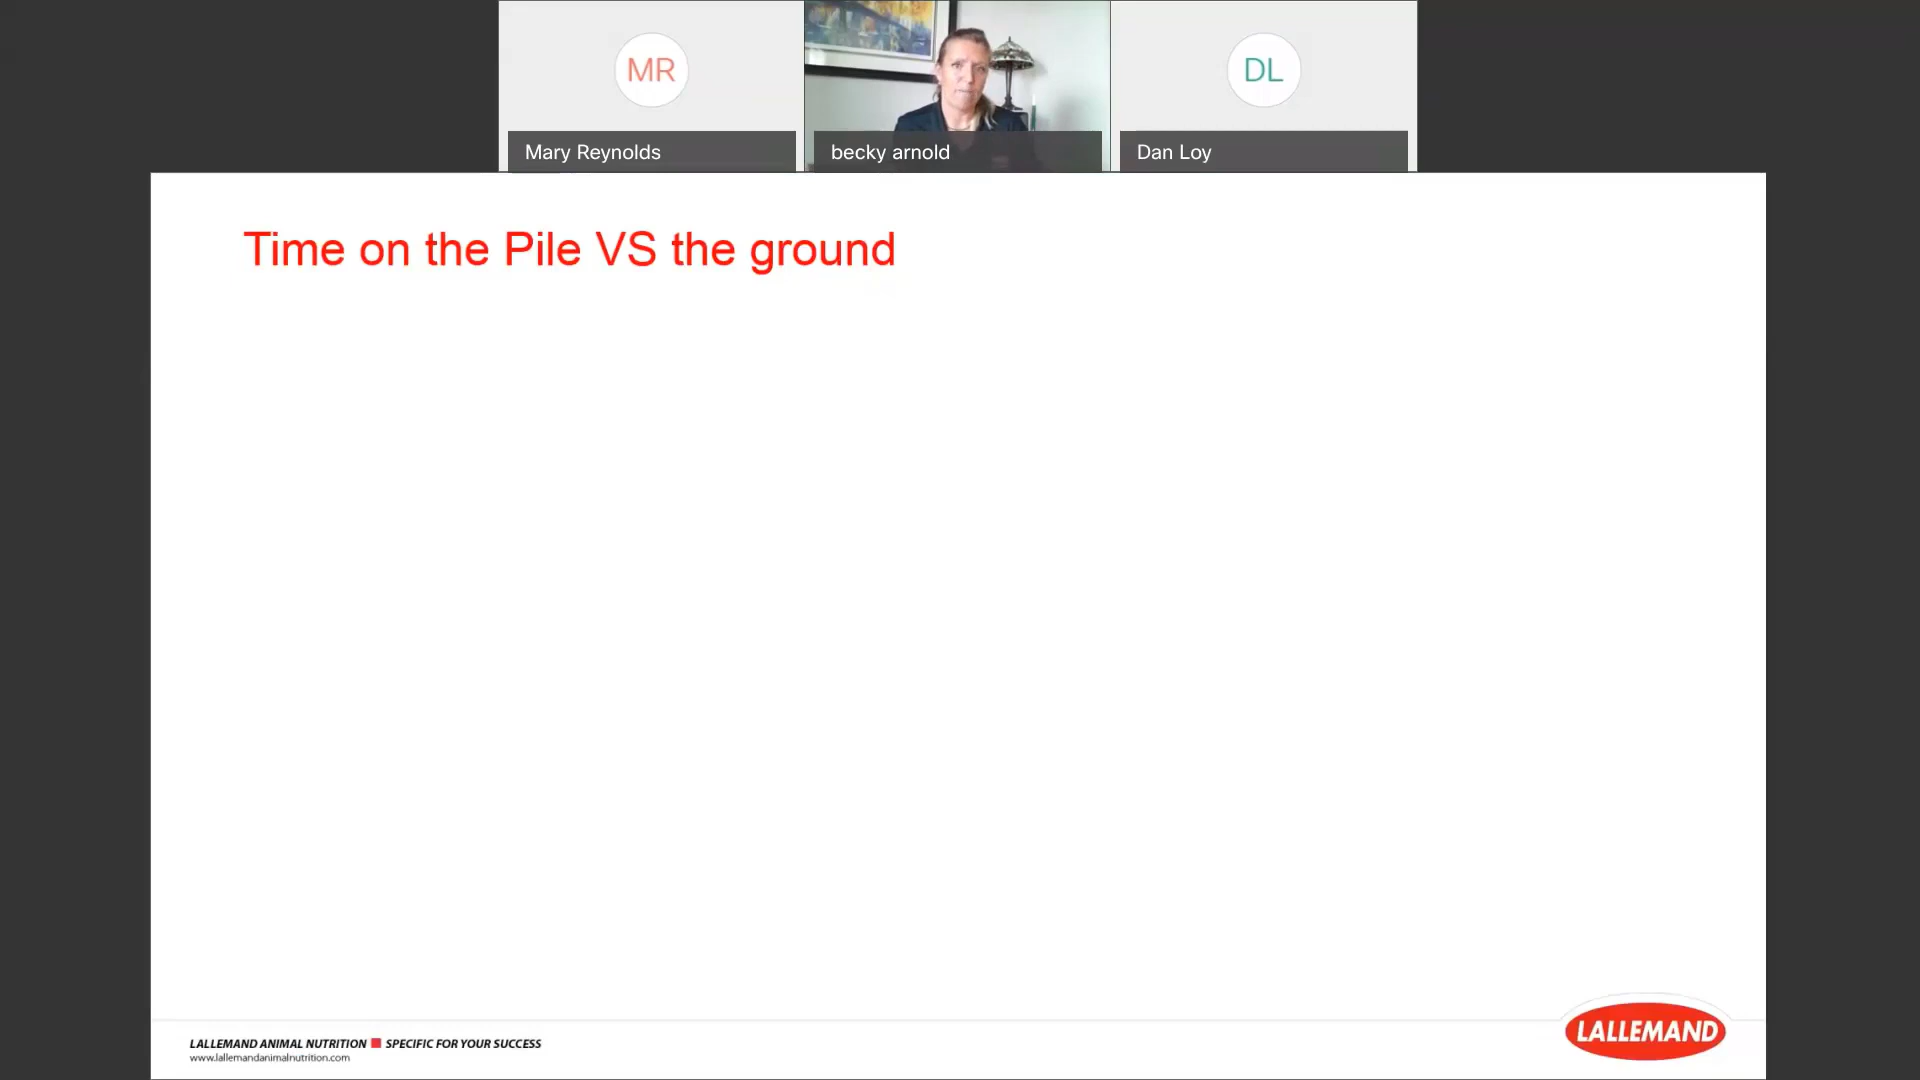 MR
DL
Mary Reynolds
becky arnold
Dan Loy
Time on the Pile VS the ground
LALLEMAND ANIMAL NUTRITION SPECIFIC FOR YOUR SUCCESS
www.lallemandanimalnutrition.com
LALLEMAND